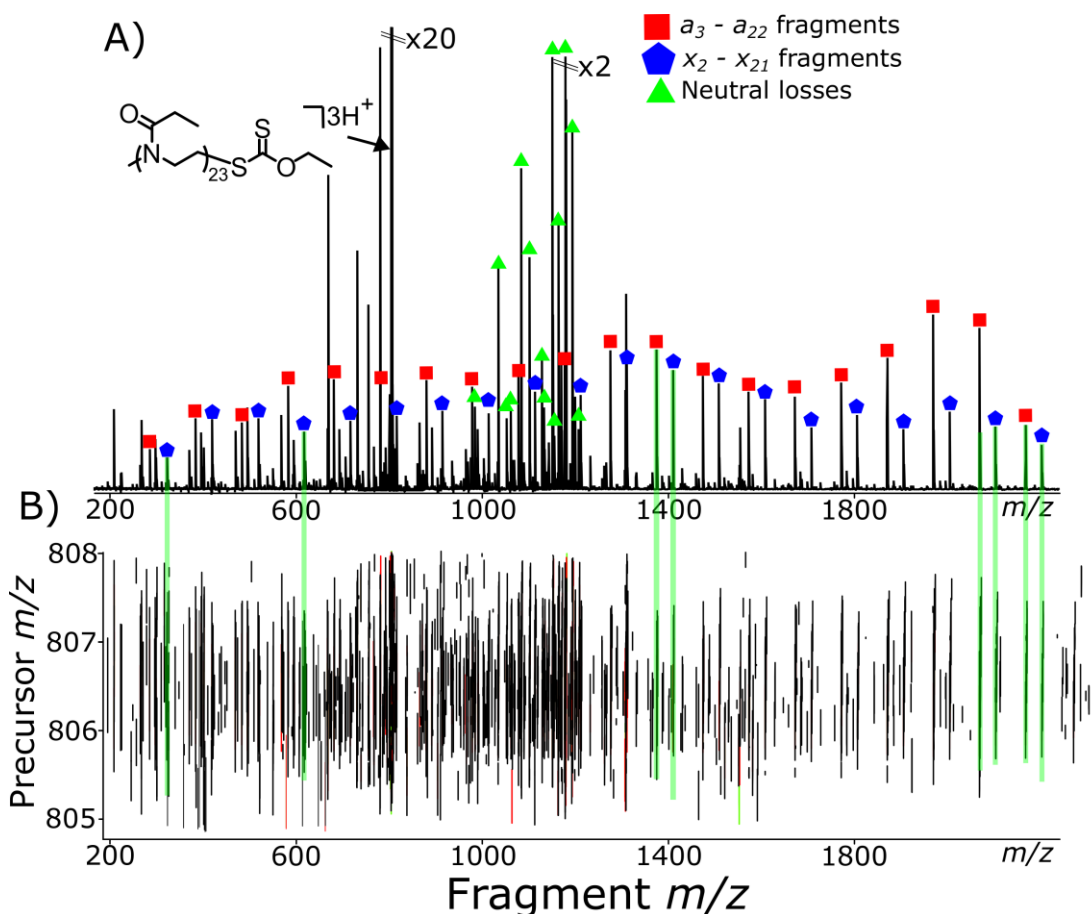 A)
x20
a3 - a22 fragments
x2 - x21 fragments
Neutral losses
x2
3H+
O
N
23
S
S
O
200 600 1000 1400 1800 m/z
B)
808
807
806
805
Precursor m/z
200 600 1000 1400 1800 m/z
Fragment m/z